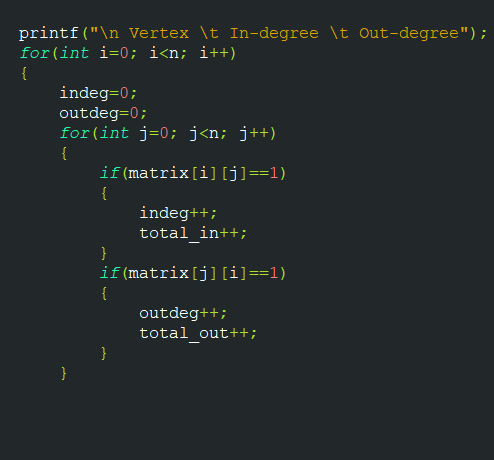 printf("\n Vertex \t In-degree \t Out-degree");
for(int i=0; i<n; i++)
{
    indeg=0;
    outdeg=0;
    for(int j=0; j<n; j++)
    {
        if(matrix[i][j]==1)
        {
            indeg++;
            total_in++;
        }
        if(matrix[j][i]==1)
        {
            outdeg++;
            total_out++;
        }
    }